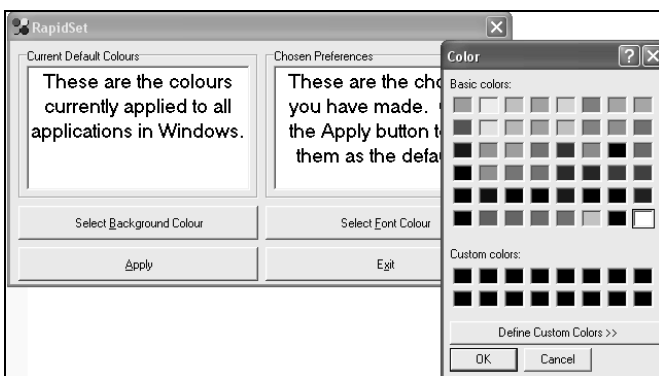 RapidSet
Current Default Colours
These are the colours
currently applied to all
applications in Windows.
Chosen Preferences
These are the
you have made.
the Apply button
them as the
Select Background Colour
Select Font Colour
Apply
Exit
Color
Basic colors:
Custom colors:
Define Custom Colors >>
OK
Cancel